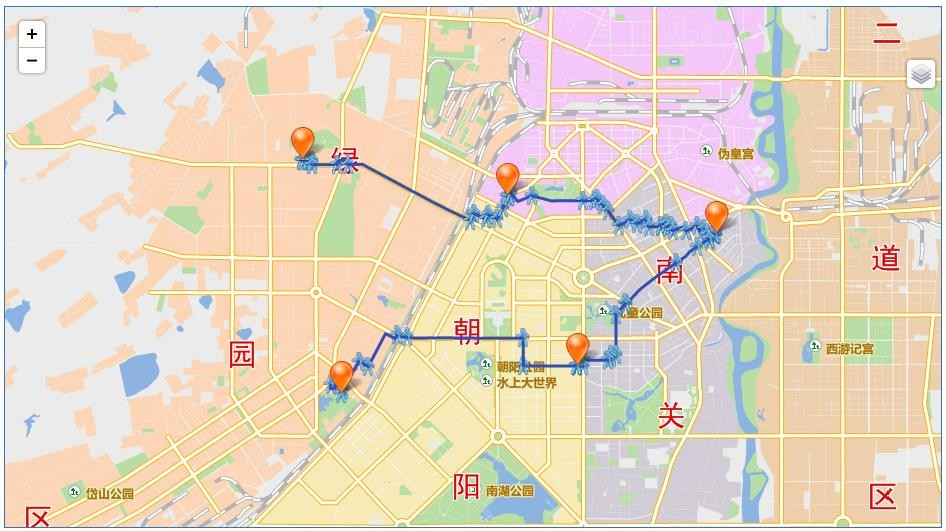 +
−
二
绿
伪皇宫
南
道
儿童公园
朝
园
西游记宫
朝阳公园
水上大世界
关
阳
南湖公园
岱山公园
区
区